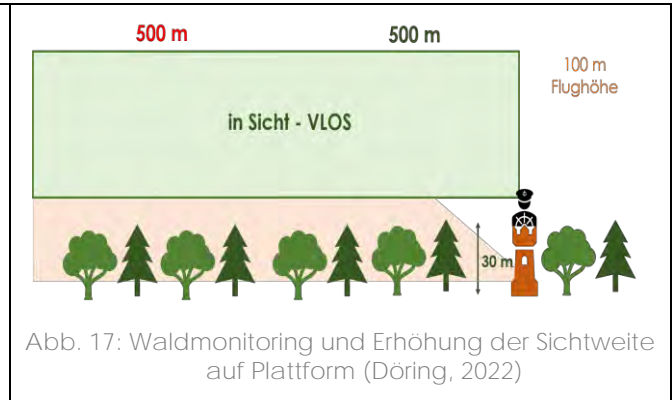 500 m 500 m
100 m
Flughöhe
in Sicht - VLOS
30 m
Abb. 17: Waldmonitoring und Erhöhung der Sichtweite
auf Plattform (Döring, 2022)